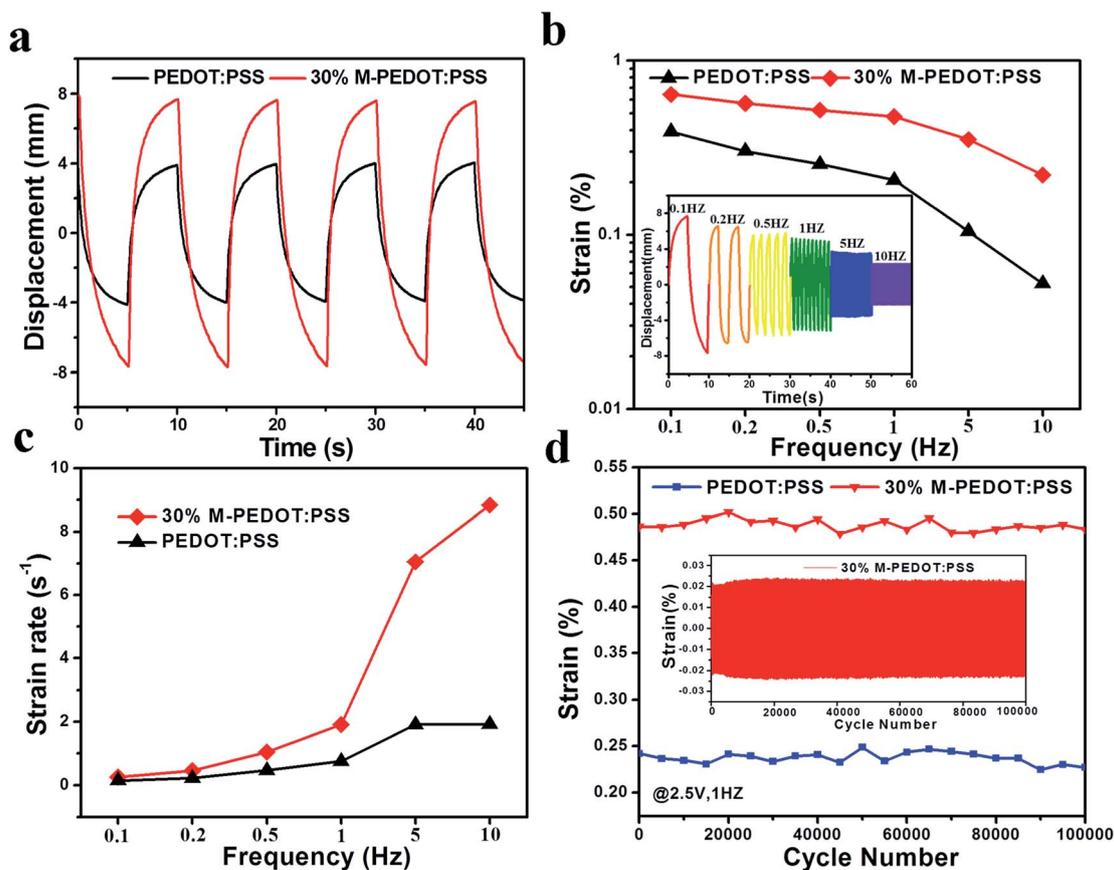 a
PEDOT:PSS 30% M-PEDOT:PSS
8
4
0
-4
-8
Displacement (mm)
0 10 20 30 40
Time (s)
b
1
PEDOT:PSS 30% M-PEDOT:PSS
0.1
0.01
Strain (%)
0.1HZ 0.2HZ 0.5HZ 1HZ 5HZ 10HZ
8
4
0
-4
-8
Displacement(mm)
0 10 20 30 40 50 60
Time(s)
0.1 0.2 0.5 1 5 10
Frequency (Hz)
c
10
8
6
4
2
0
Strain rate (s-1)
30% M-PEDOT:PSS
PEDOT:PSS
0.1 0.2 0.5 1 5 10
Frequency (Hz)
d
0.55
0.50
0.45
0.40
0.35
0.30
0.25
0.20
Strain (%)
PEDOT:PSS 30% M-PEDOT:PSS
30% M-PEDOT:PSS
0.03
0.02
0.01
0.00
-0.01
-0.02
-0.03
Strain(%)
0 20000 40000 60000 80000 100000
Cycle Number
@2.5V,1HZ
0 20000 40000 60000 80000 100000
Cycle Number